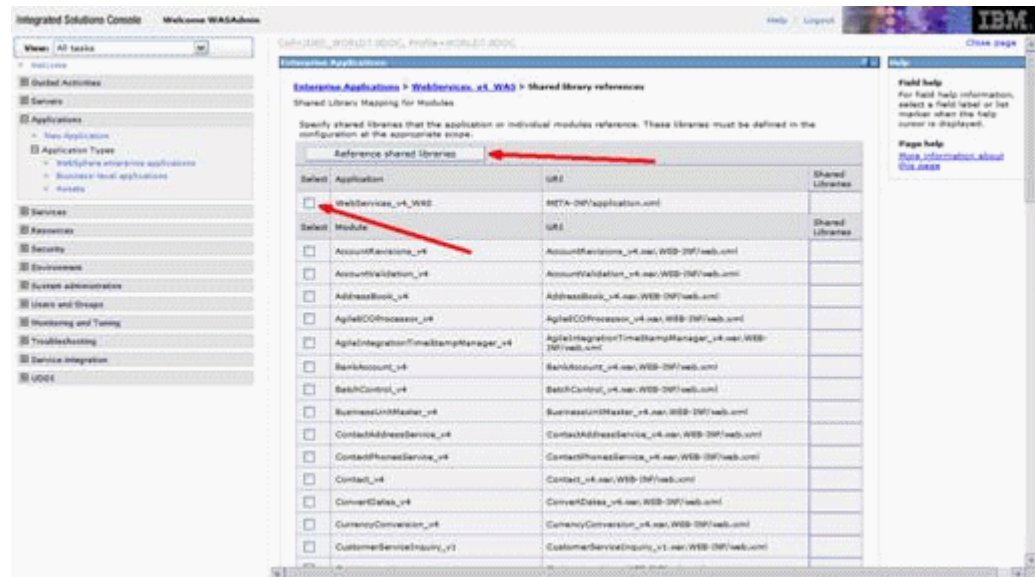 Integrated Solutions Console Welcome WASAdmin
Help | Logout
IBM
View: All tasks
Close page
Welcome
Guided Activities
Servers
Applications
New Application
Application Types
WebSphere enterprise applications
Business-level applications
Assets
Services
Resources
Security
Environment
System administration
Users and Groups
Monitoring and Tuning
Troubleshooting
Service integration
UDDI
Enterprise Applications
Enterprise Applications > WebServices_v4_WAS > Shared library references
Shared Library Mapping for Modules
Specify shared libraries that the application or individual modules reference. These libraries must be defined in the
configuration at the appropriate scope.
Reference shared libraries
Select Application URI Shared Libraries
WebServices_v4_WAS META-INF/application.xml
Select Module URI Shared Libraries
AccountRevisions_v4 AccountRevisions_v4.war,WEB-INF/web.xml
AccountValidation_v4 AccountValidation_v4.war,WEB-INF/web.xml
AddressBook_v4 AddressBook_v4.war,WEB-INF/web.xml
AgileECOProcessor_v4 AgileECOProcessor_v4.war,WEB-INF/web.xml
AgileIntegrationTimeStampManager_v4 AgileIntegrationTimeStampManager_v4.war,WEB-INF/web.xml
BankAccount_v4 BankAccount_v4.war,WEB-INF/web.xml
BatchControl_v4 BatchControl_v4.war,WEB-INF/web.xml
BusinessUnitMaster_v4 BusinessUnitMaster_v4.war,WEB-INF/web.xml
ContactAddressService_v4 ContactAddressService_v4.war,WEB-INF/web.xml
ContactPhonesService_v4 ContactPhonesService_v4.war,WEB-INF/web.xml
Contact_v4 Contact_v4.war,WEB-INF/web.xml
ConvertDates_v4 ConvertDates_v4.war,WEB-INF/web.xml
CurrencyConversion_v4 CurrencyConversion_v4.war,WEB-INF/web.xml
CustomerServiceInquiry_v1 CustomerServiceInquiry_v1.war,WEB-INF/web.xml
Help
Field help
For field help information,
select a field label or list
marker when the help
cursor is displayed.
Page help
More information about
this page